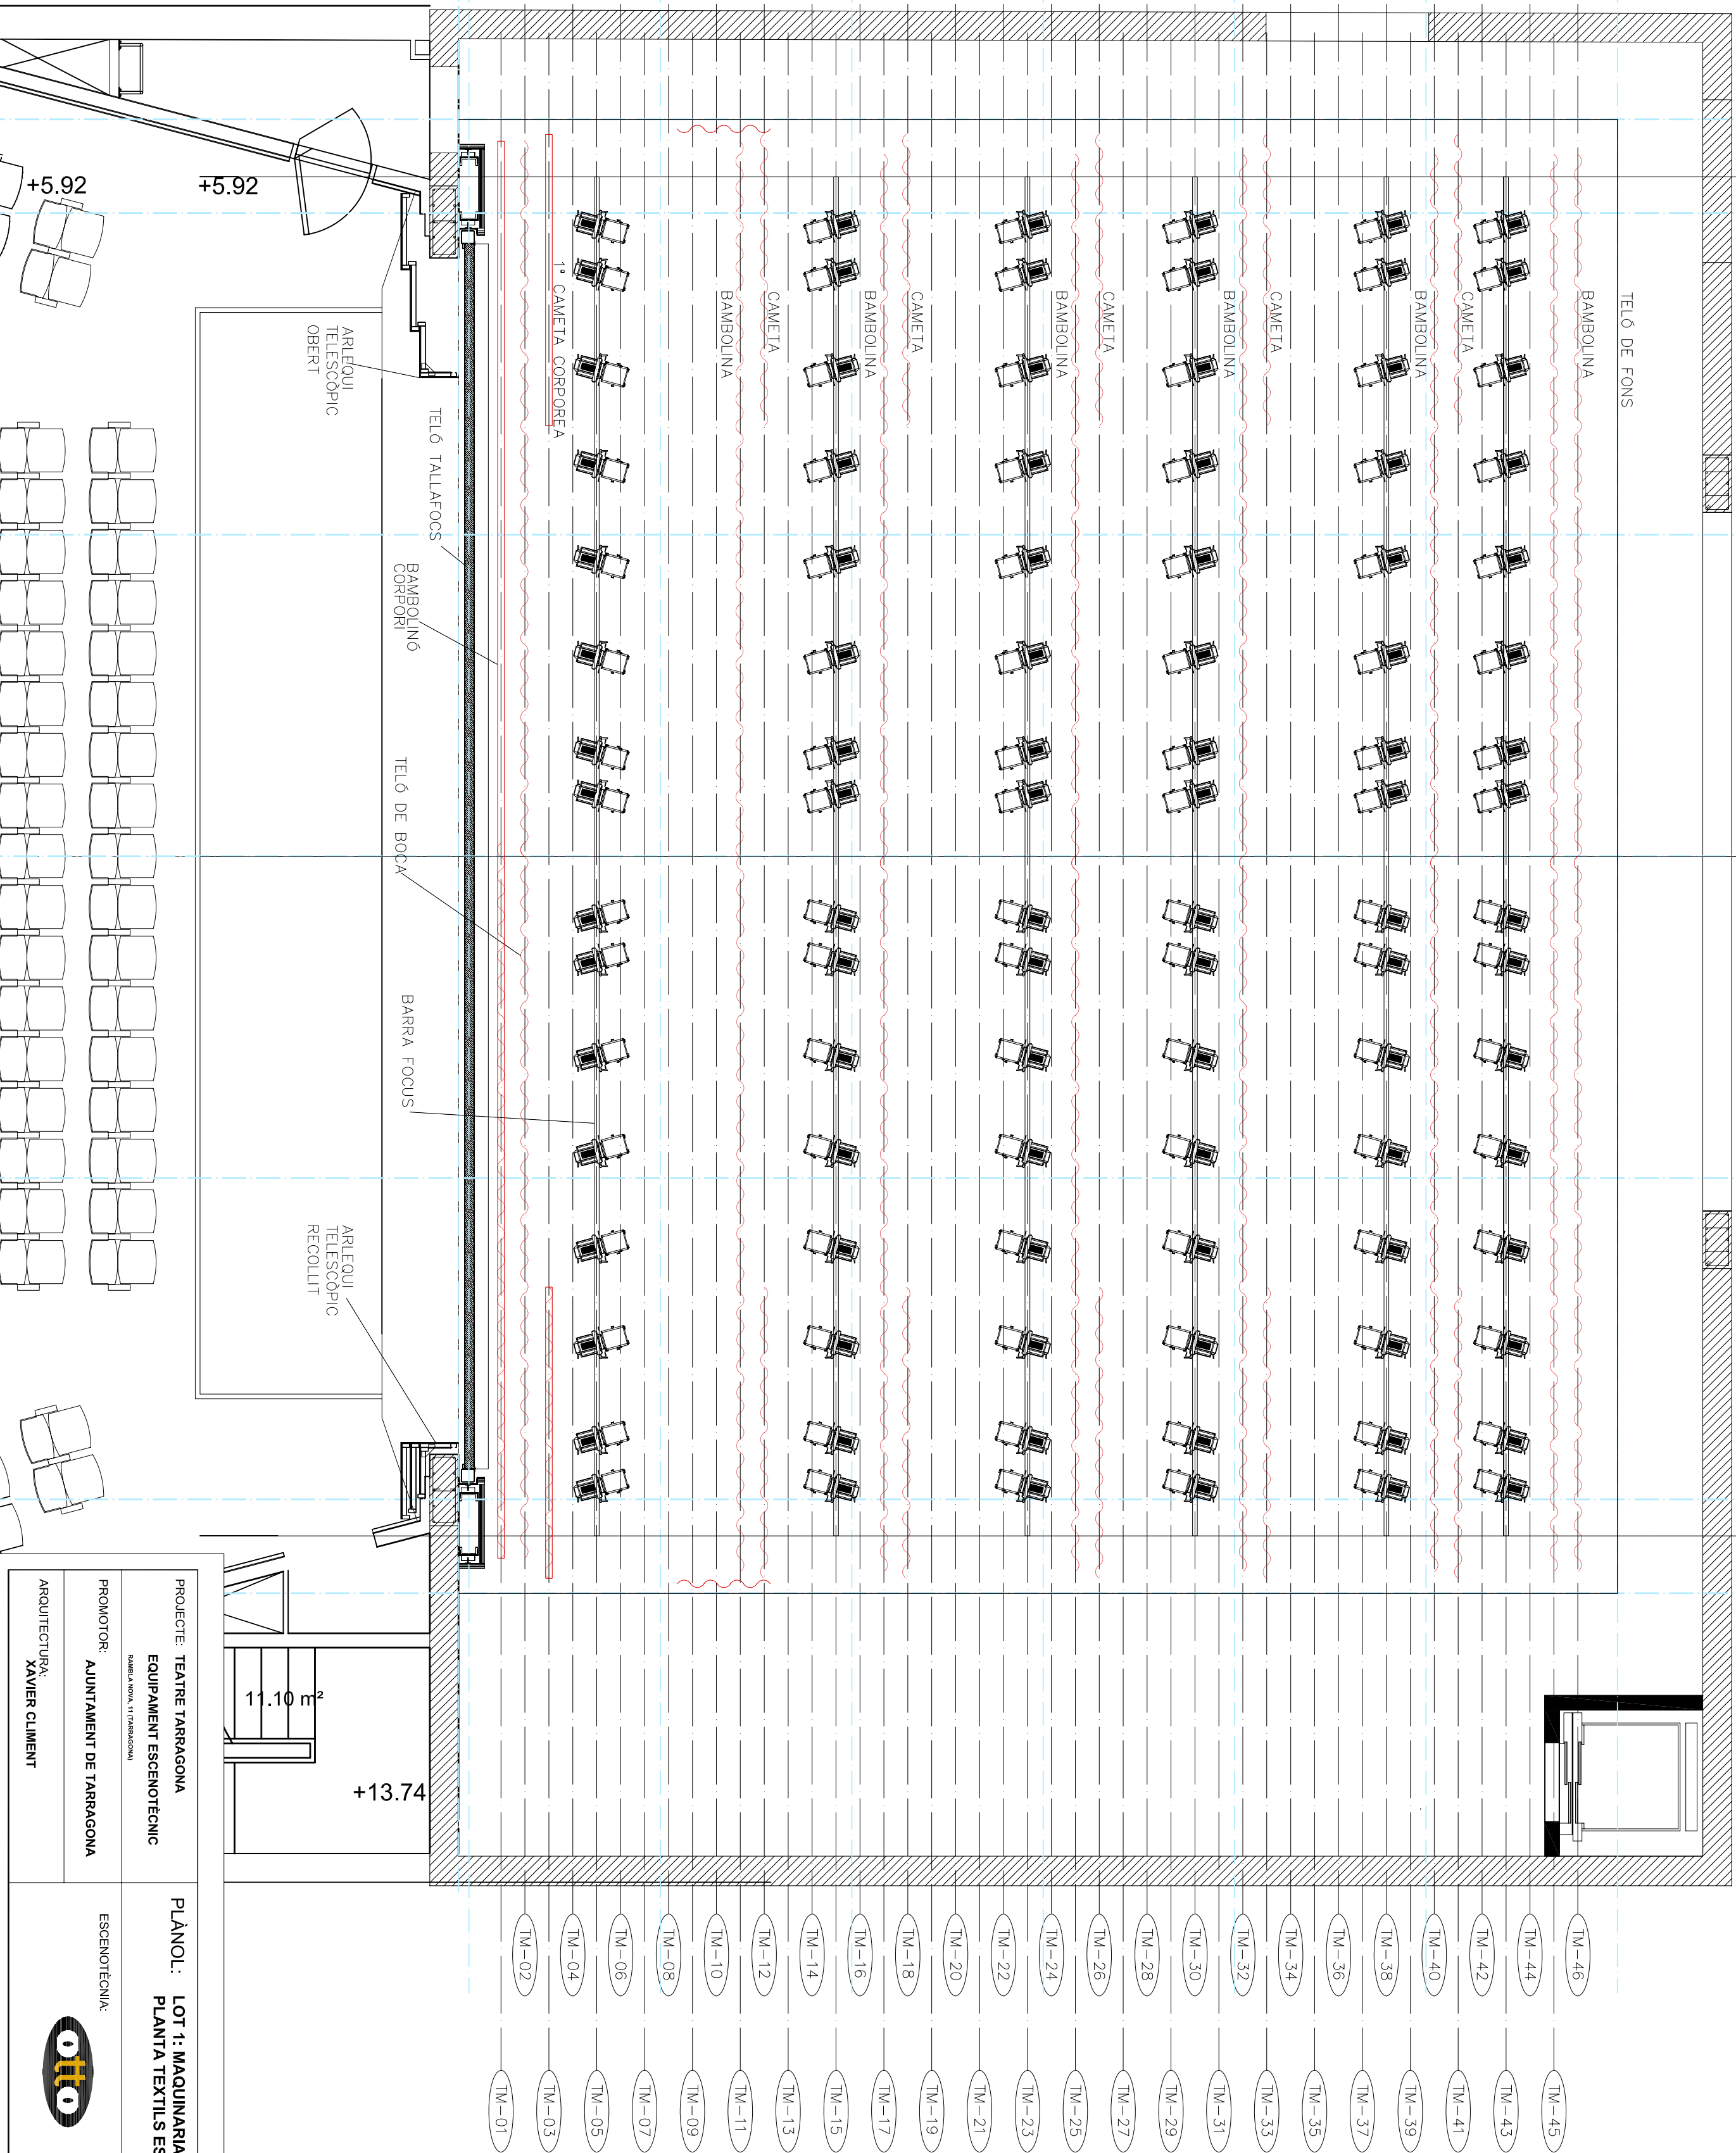 +5.92
+5.92
TELÓ DE FONS
BAMBOLINA
CAMETA
BAMBOLINA
CAMETA
BAMBOLINA
CAMETA
BAMBOLINA
CAMETA
BAMBOLINA
CAMETA
BAMBOLINA
1ª CAMETA CORPOREA
ARLEQUI
TELESCÒPIC
OBERT
TELÓ TALLAFOCS
BAMBOLINÓ
CORPORI
TELÓ DE BOCA
BARRA FOCUS
ARLEQUI
TELESCÒPIC
RECOLLIT
11.10 m²
+13.74
TM-46
TM-44
TM-42
TM-40
TM-38
TM-36
TM-34
TM-32
TM-30
TM-28
TM-26
TM-24
TM-22
TM-20
TM-18
TM-16
TM-14
TM-12
TM-10
TM-08
TM-06
TM-04
TM-02
TM-45
TM-43
TM-41
TM-39
TM-37
TM-35
TM-33
TM-31
TM-29
TM-27
TM-25
TM-23
TM-21
TM-19
TM-17
TM-15
TM-13
TM-11
TM-09
TM-07
TM-05
TM-03
TM-01
PROJECTE: TEATRE TARRAGONA
EQUIPAMENT ESCENOTÈCNIC
RAMBLA NOVA, 11 (TARRAGONA)
PROMOTOR:
AJUNTAMENT DE TARRAGONA
ARQUITECTURA:
XAVIER CLIMENT
PLÀNOL: LOT 1: MAQUINARIA
PLANTA TEXTILS ES
ESCENOTÈCNIA:
otto